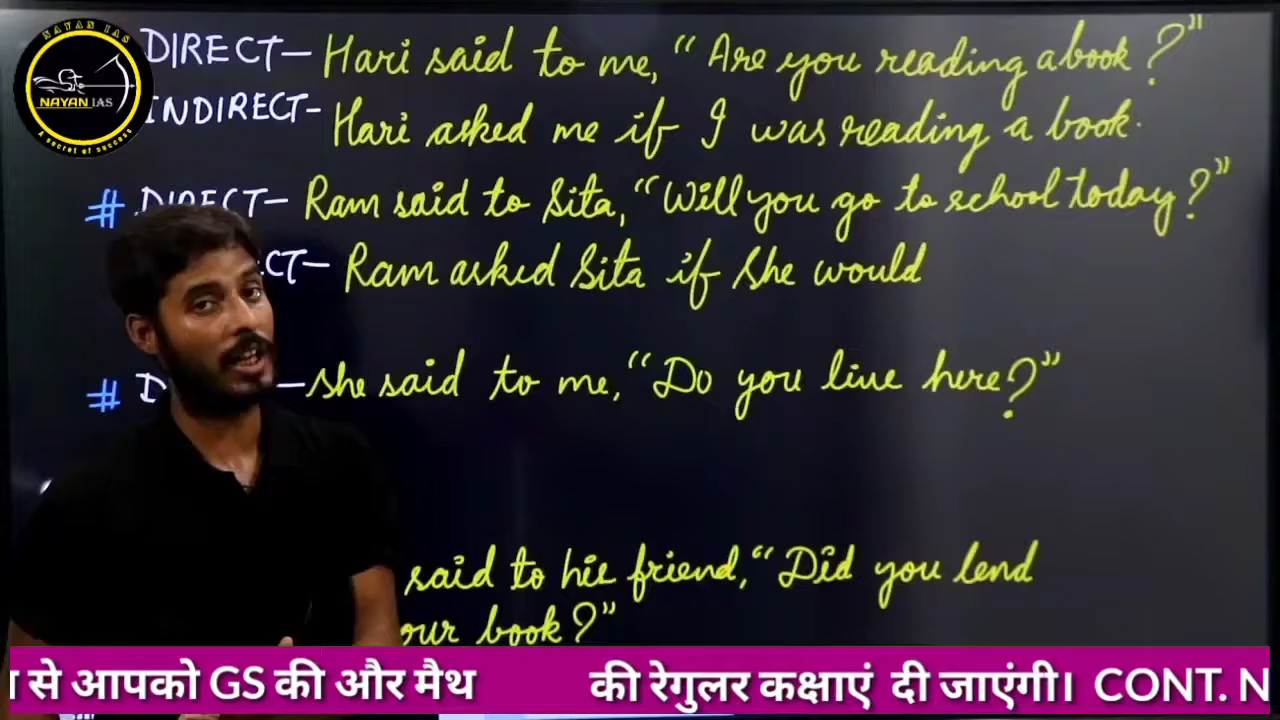 NAYAN IAS
NAYAN IAS
A secret of success
DIRECT- Hari said to me, “Are you reading a book?”
INDIRECT- Hari asked me if I was reading a book.
# DIRECT- Ram said to Sita, “Will you go to school today?”
CT- Ram asked Sita if she would
# D - She said to me, “Do you live here?”
said to his friend, “Did you lend
our book?”
से आपको GS की और मैथ की रेगुलर कक्षाएं दी जाएंगी। CONT. N